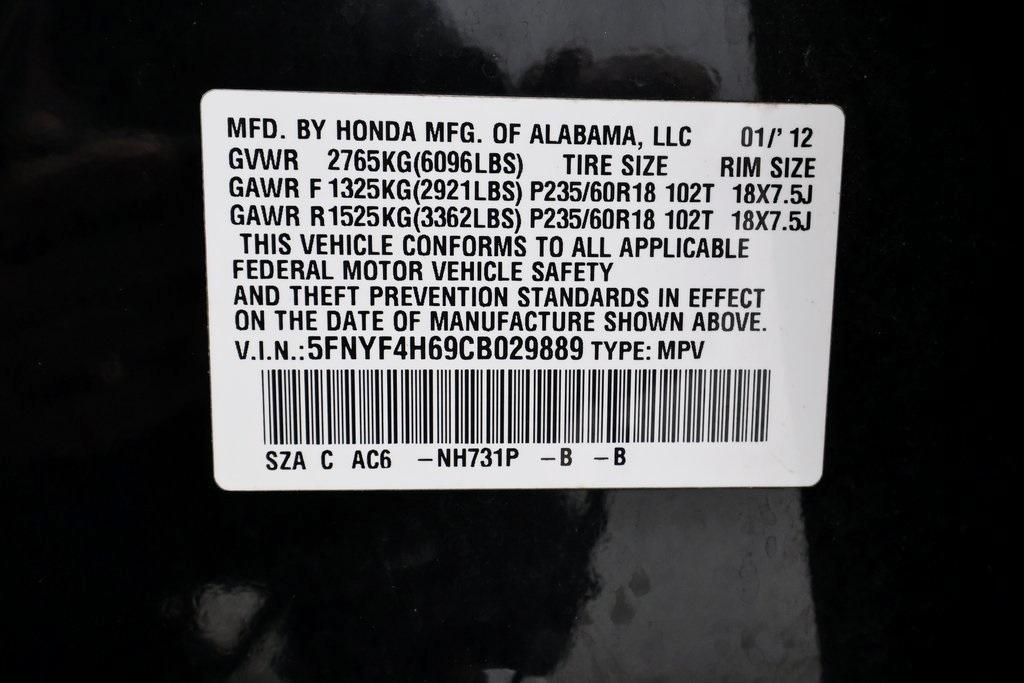 MFD. BY HONDA MFG. OF ALABAMA, LLC 01/' 12
GVWR 2765KG(6096LBS) TIRE SIZE RIM SIZE
GAWR F 1325KG(2921LBS) P235/60R18 102T 18X7.5J
GAWR R1525KG(3362LBS) P235/60R18 102T 18X7.5J
THIS VEHICLE CONFORMS TO ALL APPLICABLE
FEDERAL MOTOR VEHICLE SAFETY
AND THEFT PREVENTION STANDARDS IN EFFECT
ON THE DATE OF MANUFACTURE SHOWN ABOVE.
V.I.N.:5FNYF4H69CB029889 TYPE: MPV
SZA C AC6 –NH731P –B –B